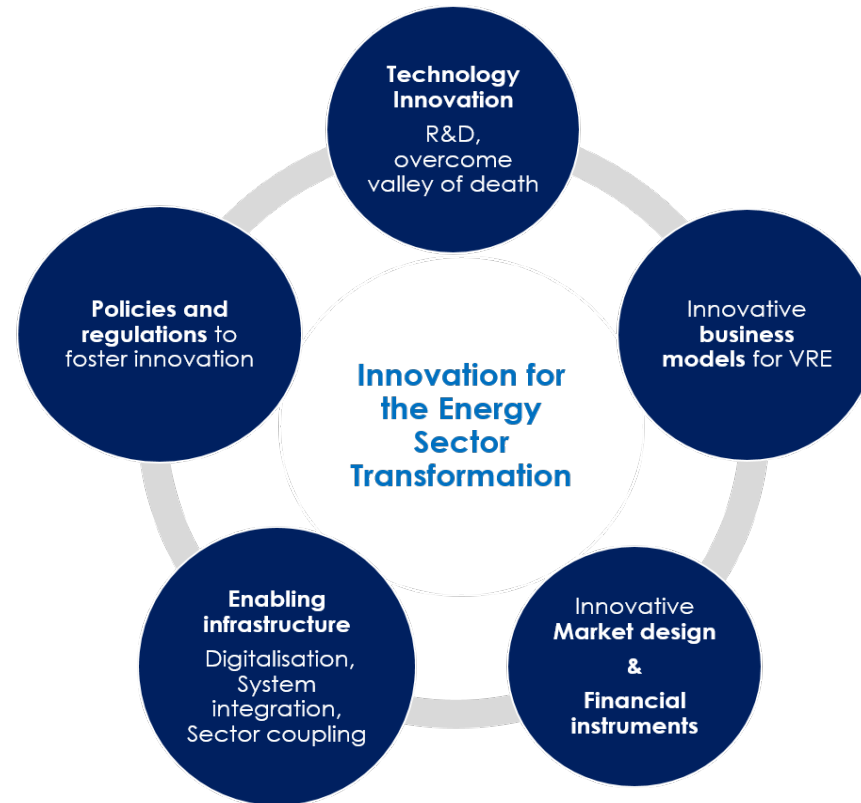 Technology
Innovation
R&D,
overcome
valley of death
Policies and
regulations to
foster innovation
Innovative
business
models for VRE
Innovation for
the Energy
Sector
Transformation
Enabling
infrastructure
Digitalisation,
System
integration,
Sector coupling
Innovative
Market design
&
Financial
instruments